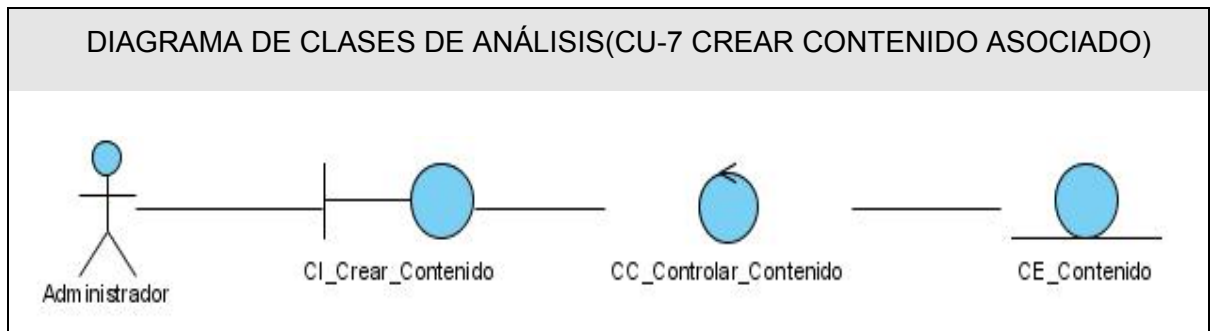 DIAGRAMA DE CLASES DE ANÁLISIS(CU-7 CREAR CONTENIDO ASOCIADO)
Administrador
CI_Crear_Contenido
CC_Controlar_Contenido
CE_Contenido